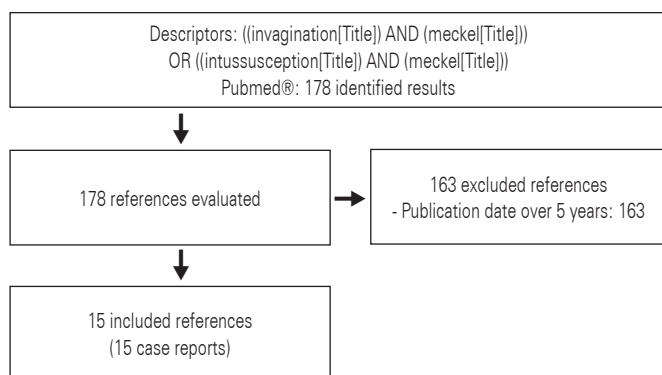 Descriptors: ((invagination[Title]) AND (meckel[Title]))
OR ((intussusception[Title]) AND (meckel[Title]))
Pubmed®: 178 identified results
178 references evaluated
163 excluded references
- Publication date over 5 years: 163
15 included references
(15 case reports)